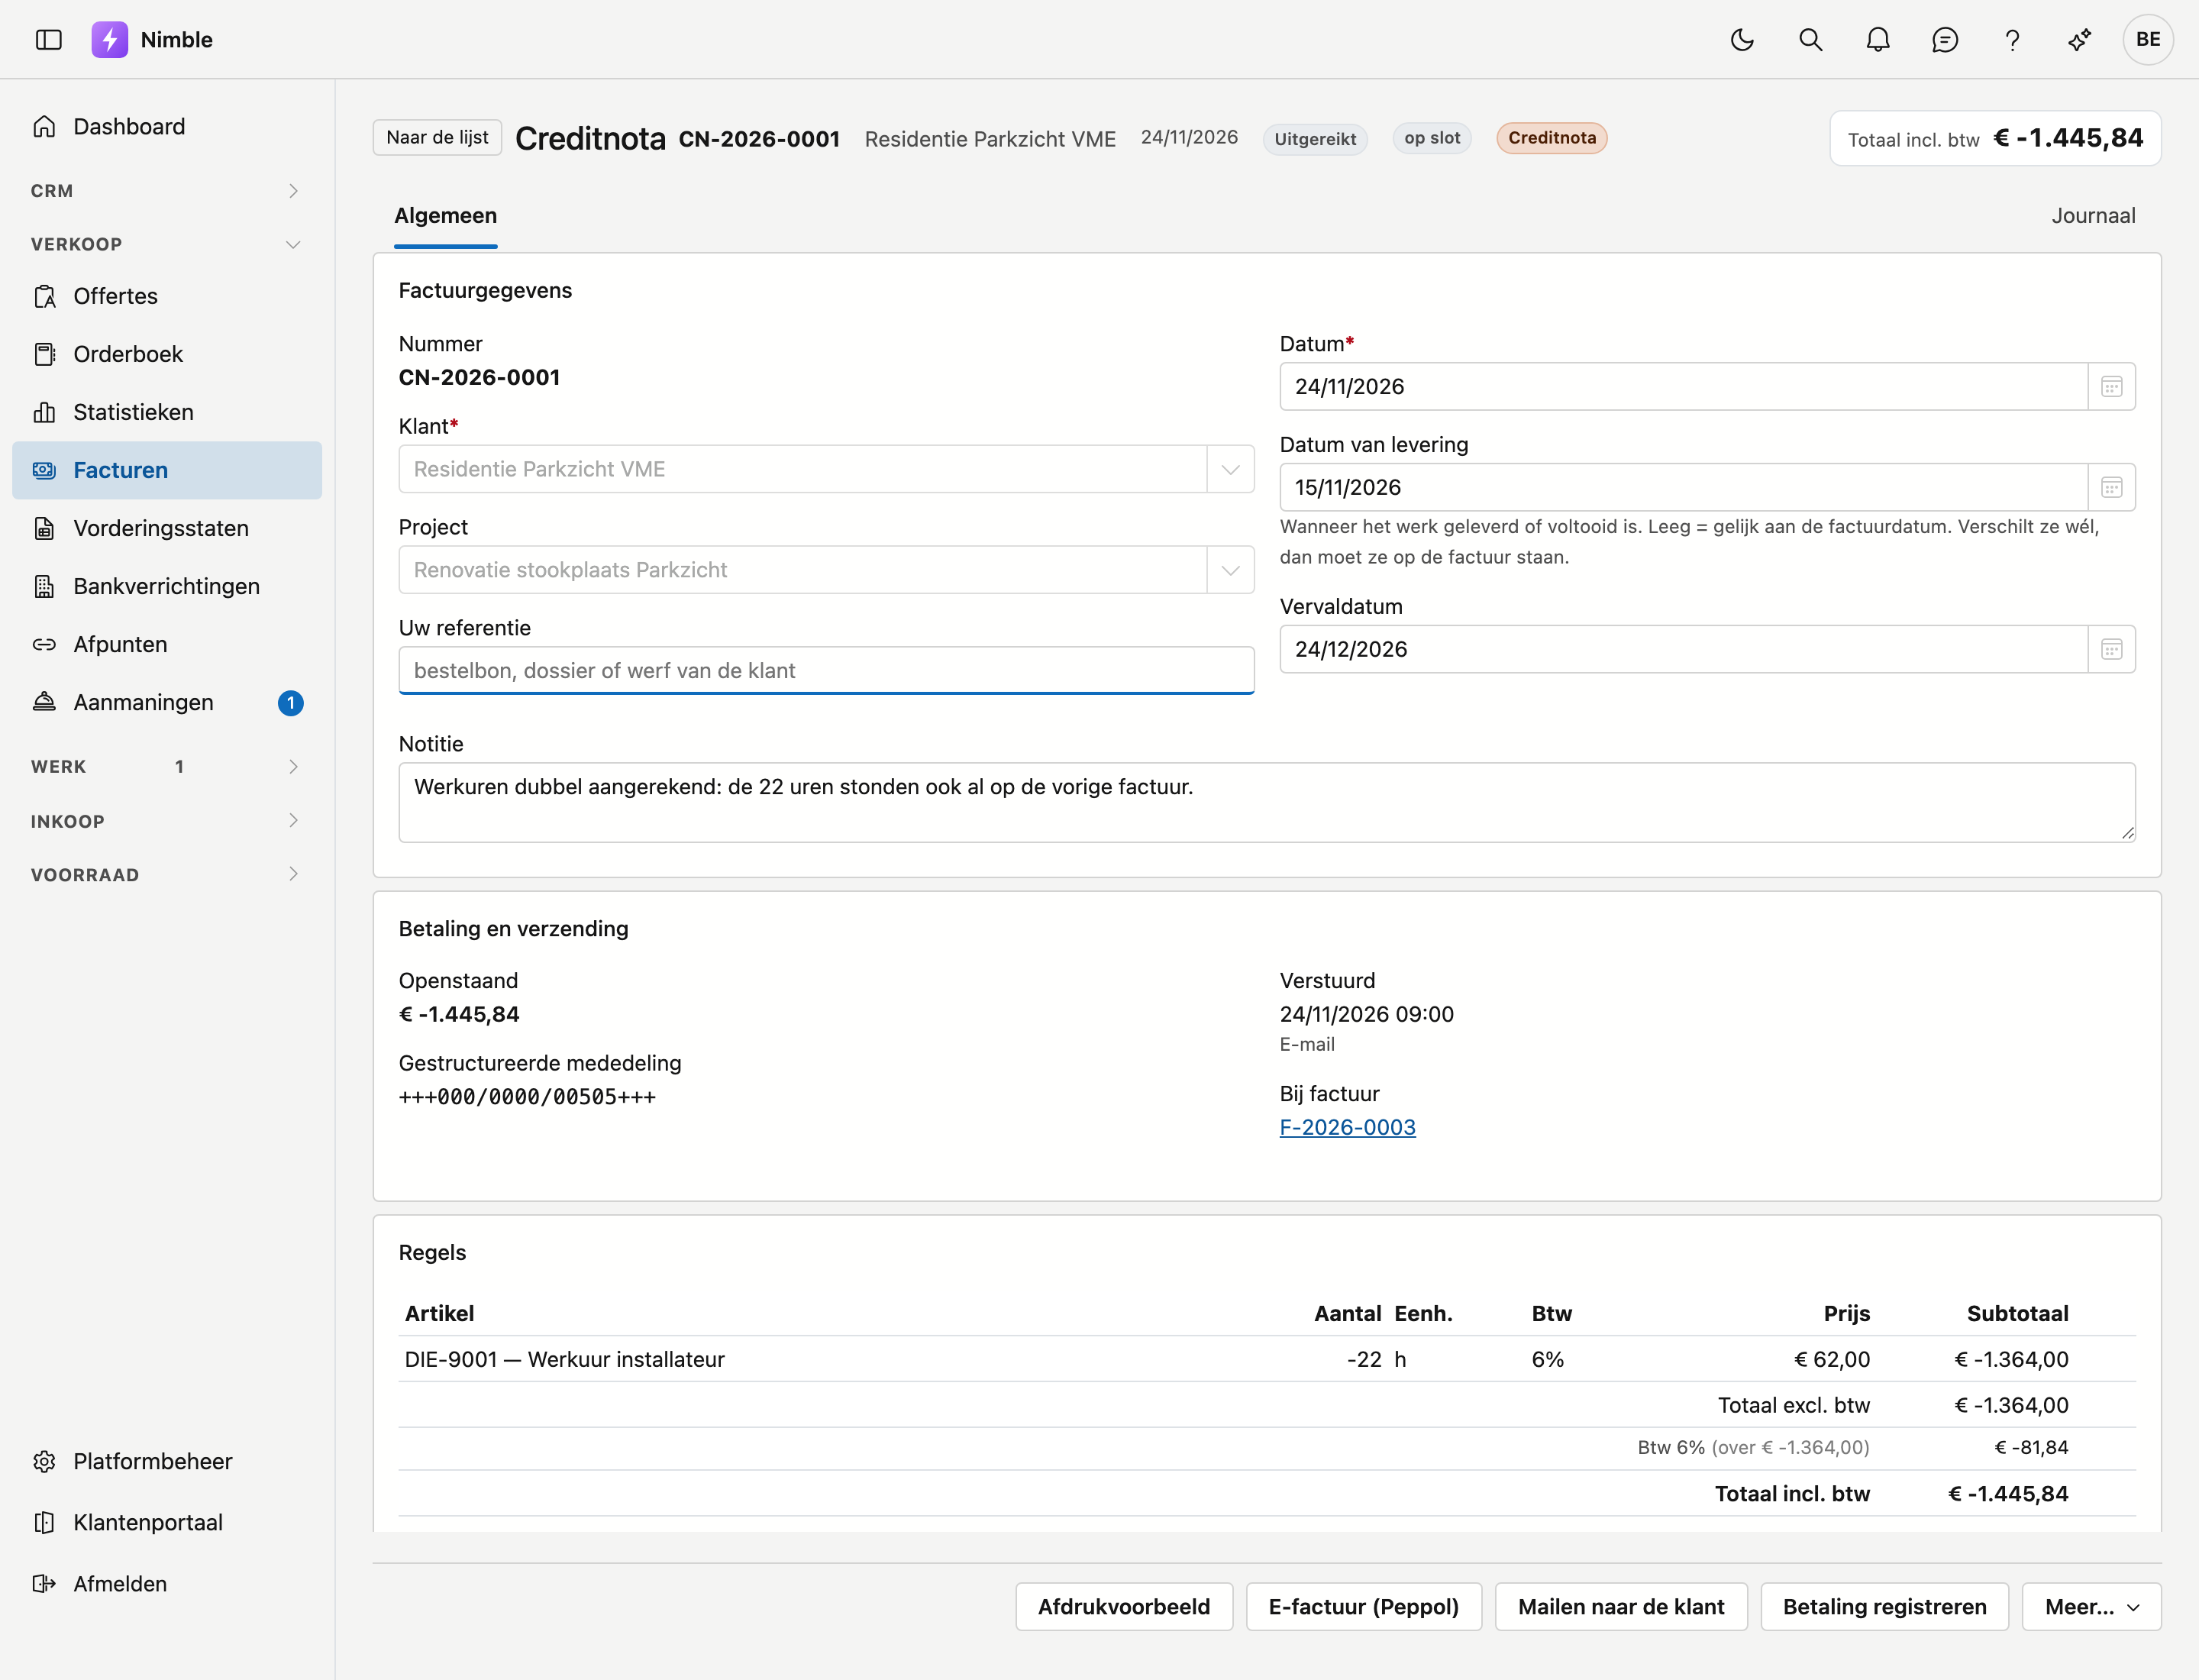 Nimble
BE
Dashboard
CRM
VERKOOP
Offertes
Orderboek
Statistieken
Facturen
Vorderingsstaten
Bankverrichtingen
Afpunten
Aanmaningen 1
WERK 1
INKOOP
VOORRAAD
Platformbeheer
Klantenportaal
Afmelden
Naar de lijst Creditnota CN-2026-0001 Residentie Parkzicht VME 24/11/2026 Uitgereikt op slot Creditnota Totaal incl. btw € -1.445,84
Algemeen Journaal
Factuurgegevens
Nummer
CN-2026-0001
Klant*
Residentie Parkzicht VME
Project
Renovatie stookplaats Parkzicht
Uw referentie
bestelbon, dossier of werf van de klant
Datum*
24/11/2026
Datum van levering
15/11/2026
Wanneer het werk geleverd of voltooid is. Leeg = gelijk aan de factuurdatum. Verschilt ze wél,
dan moet ze op de factuur staan.
Vervaldatum
24/12/2026
Notitie
Werkuren dubbel aangerekend: de 22 uren stonden ook al op de vorige factuur.
Betaling en verzending
Openstaand
€ -1.445,84
Gestructureerde mededeling
+++000/0000/00505+++
Verstuurd
24/11/2026 09:00
E-mail
Bij factuur
F-2026-0003
Regels
Artikel Aantal Eenh. Btw Prijs Subtotaal
DIE-9001 — Werkuur installateur -22 h 6% € 62,00 € -1.364,00
Totaal excl. btw € -1.364,00
Btw 6% (over € -1.364,00) € -81,84
Totaal incl. btw € -1.445,84
Afdrukvoorbeeld E-factuur (Peppol) Mailen naar de klant Betaling registreren Meer...